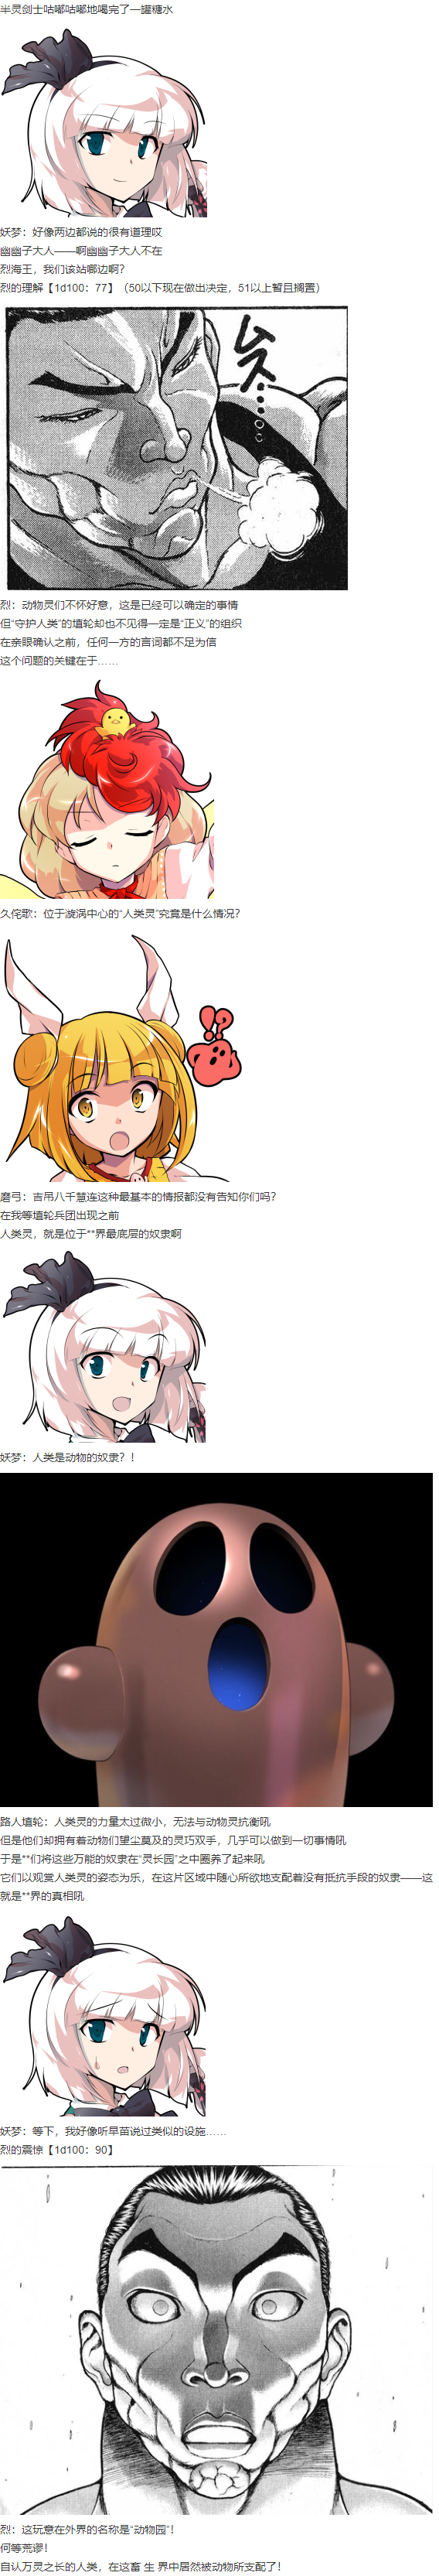 半灵剑士咕嘟咕嘟地喝完了一罐糖水
妖梦：好像两边都说的很有道理哎
幽幽子大人——啊幽幽子大人不在
烈海王，我们该站哪边啊？
烈的理解【1d100：77】（50以下现在做出决定，51以上暂且搁置）
ムス…
烈：动物灵们不怀好意，这是已经可以确定的事情
但“守护人类”的埴轮却也不见得一定是“正义”的组织
在亲眼确认之前，任何一方的言词都不足为信
这个问题的关键在于……
久侘歌：位于漩涡中心的“人类灵”究竟是什么情况？
!?
磨弓：吉吊八千慧连这种最基本的情报都没有告知你们吗？
在我等埴轮兵团出现之前
人类灵，就是位于**界最底层的奴隶啊
妖梦：人类是动物的奴隶？！
路人埴轮：人类灵的力量太过微小，无法与动物灵抗衡吼
但是他们却拥有着动物们望尘莫及的灵巧双手，几乎可以做到一切事情吼
于是**们将这些万能的奴隶在“灵长园”之中圈养了起来吼
它们以观赏人类灵的姿态为乐，在这片区域中随心所欲地支配着没有抵抗手段的奴隶——这
就是**界的真相吼
妖梦：等下，我好像听早苗说过类似的设施……
烈的震惊【1d100：90】
烈：这玩意在外界的名称是“动物园”！
何等荒谬！
自认万灵之长的人类，在这畜 生 界中居然被动物所支配了！